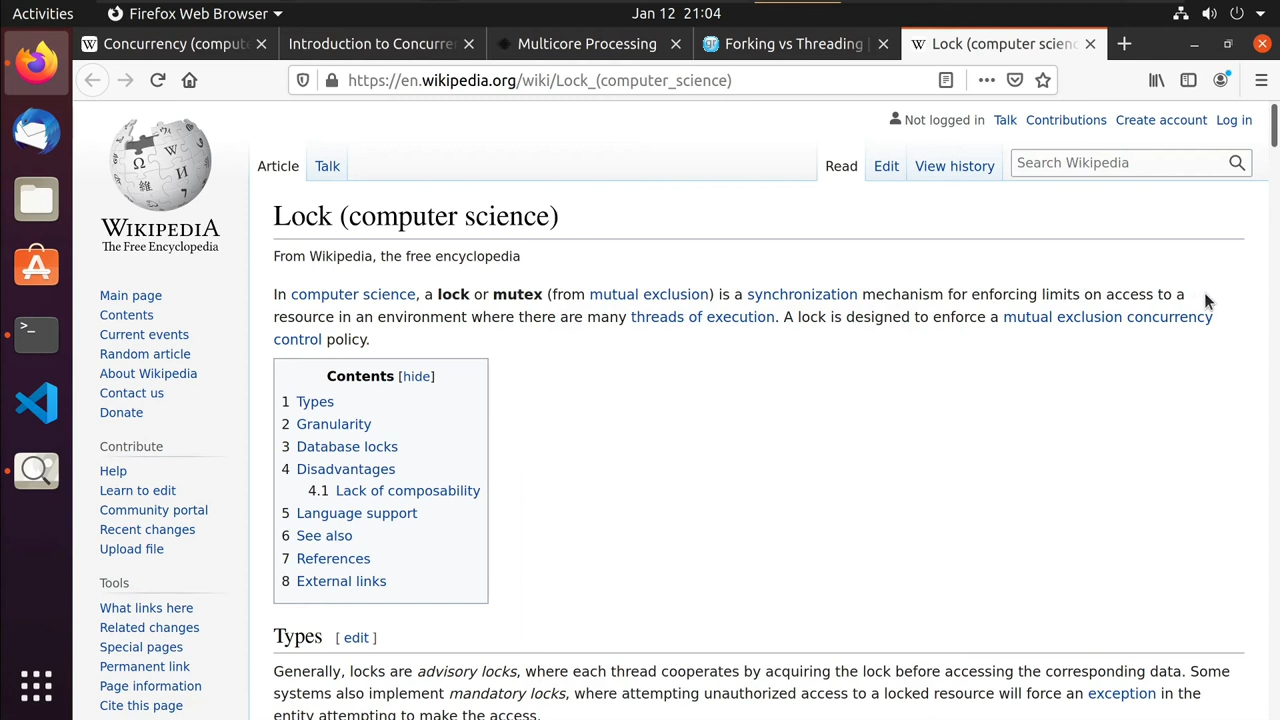 Activities
Firefox Web Browser
Jan 12 21:04
Concurrency (compute
Introduction to Concurre
Multicore Processing
Forking vs Threading |
Lock (computer scienc
https://en.wikipedia.org/wiki/Lock_(computer_science)
WIKIPEDIA
The Free Encyclopedia
Not logged in Talk Contributions Create account Log in
Article Talk
Read Edit View history
Search Wikipedia
Lock (computer science)
From Wikipedia, the free encyclopedia
In computer science, a lock or mutex (from mutual exclusion) is a synchronization mechanism for enforcing limits on access to a
resource in an environment where there are many threads of execution. A lock is designed to enforce a mutual exclusion concurrency
control policy.
Contents [hide]
1 Types
2 Granularity
3 Database locks
4 Disadvantages
4.1 Lack of composability
5 Language support
6 See also
7 References
8 External links
Types [ edit ]
Generally, locks are advisory locks, where each thread cooperates by acquiring the lock before accessing the corresponding data. Some
systems also implement mandatory locks, where attempting unauthorized access to a locked resource will force an exception in the
entity attempting to make the access.
Main page
Contents
Current events
Random article
About Wikipedia
Contact us
Donate
Contribute
Help
Learn to edit
Community portal
Recent changes
Upload file
Tools
What links here
Related changes
Special pages
Permanent link
Page information
Cite this page